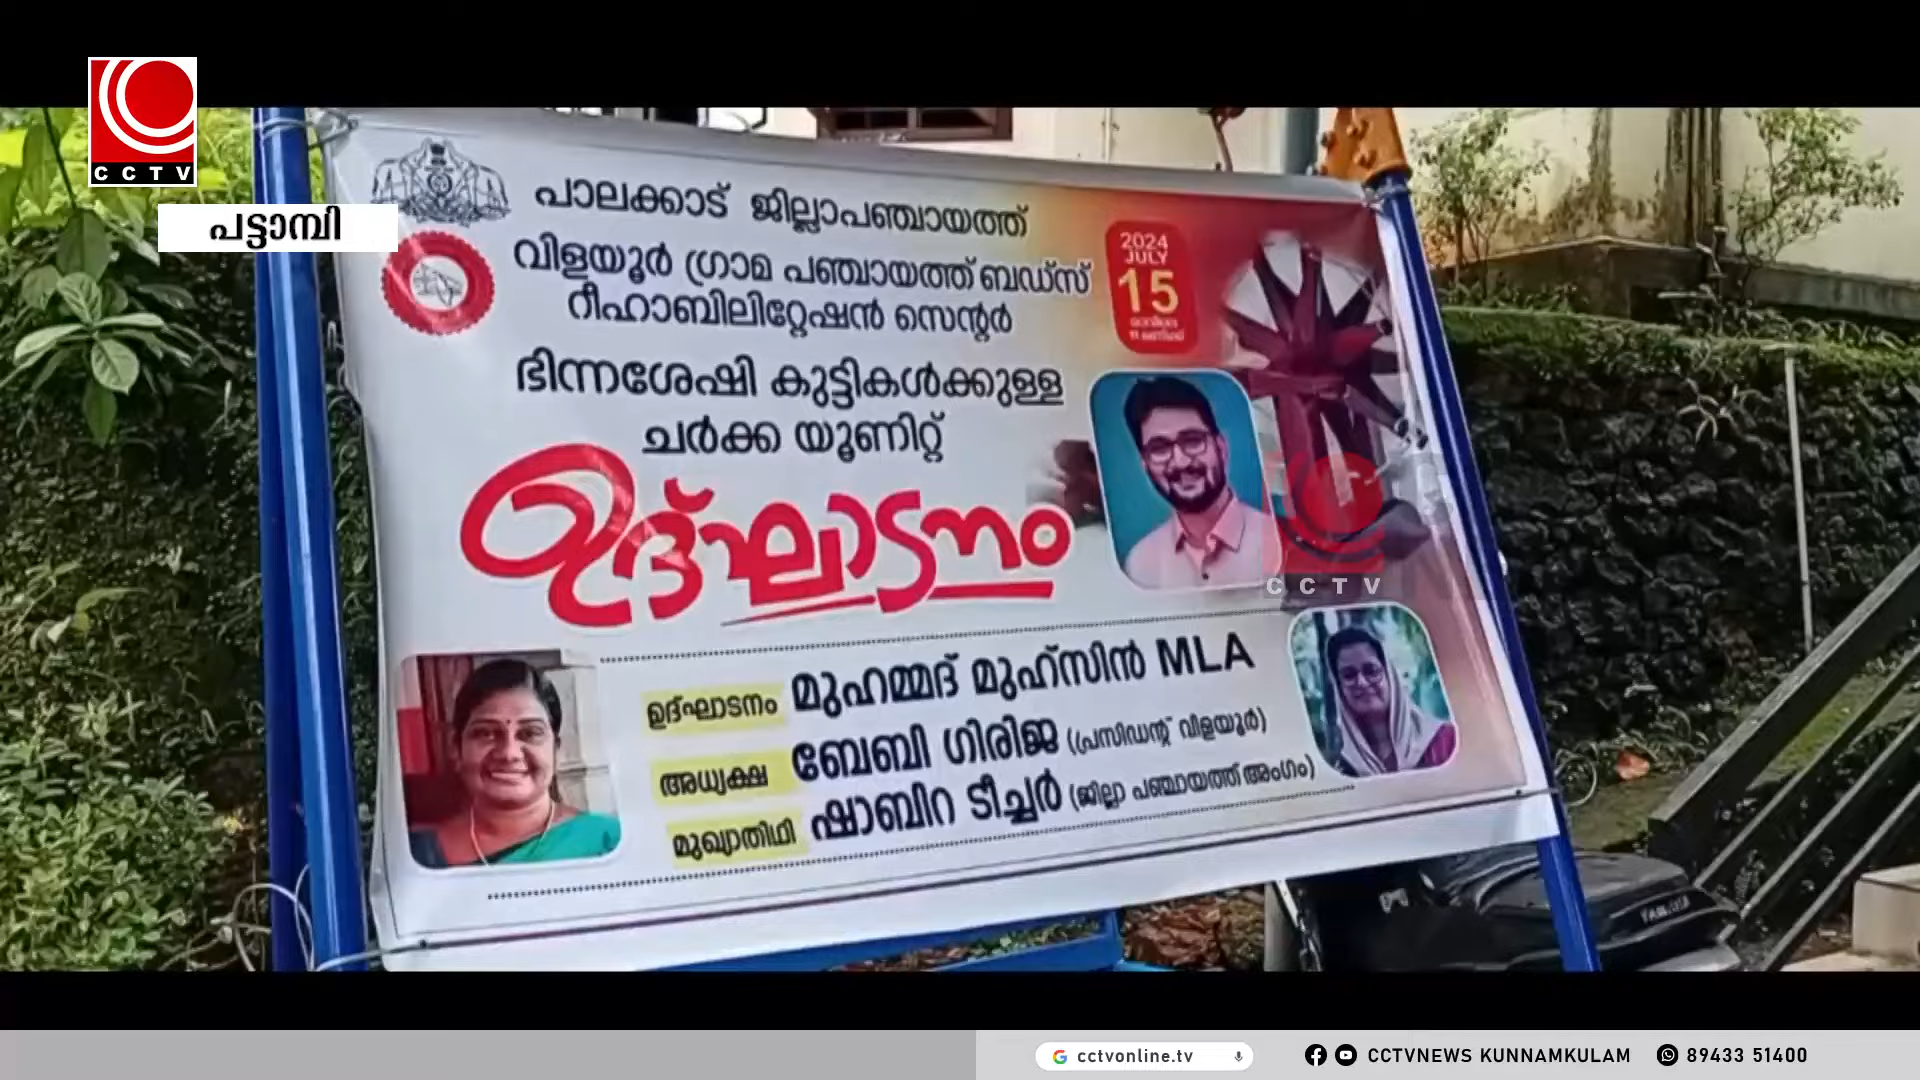 CCTV
പട്ടാമ്പി
പാലക്കാട് ജില്ലാപഞ്ചായത്ത്
വിളയൂർ ഗ്രാമ പഞ്ചായത്ത് ബഡ്സ്
റീഹാബിലിറ്റേഷൻ സെന്റർ
2024
JULY
15
ഭിന്നശേഷി കുട്ടികൾക്കുള്ള
ചർക്ക യൂണിറ്റ്
ഉദ്ഘാടനം
CCTV
ഉദ്ഘാടനം മുഹമ്മദ് മുഹ്സിൻ MLA
അധ്യക്ഷ ബേബി ഗിരിജ (പ്രസിഡന്റ് വിളയൂർ)
മുഖ്യാതിഥി ഷാബിറ ടീച്ചർ (ജില്ലാ പഞ്ചായത്ത് അംഗം)
YAMAHA
cctvonline.tv
CCTVNEWS KUNNAMKULAM
89433 51400